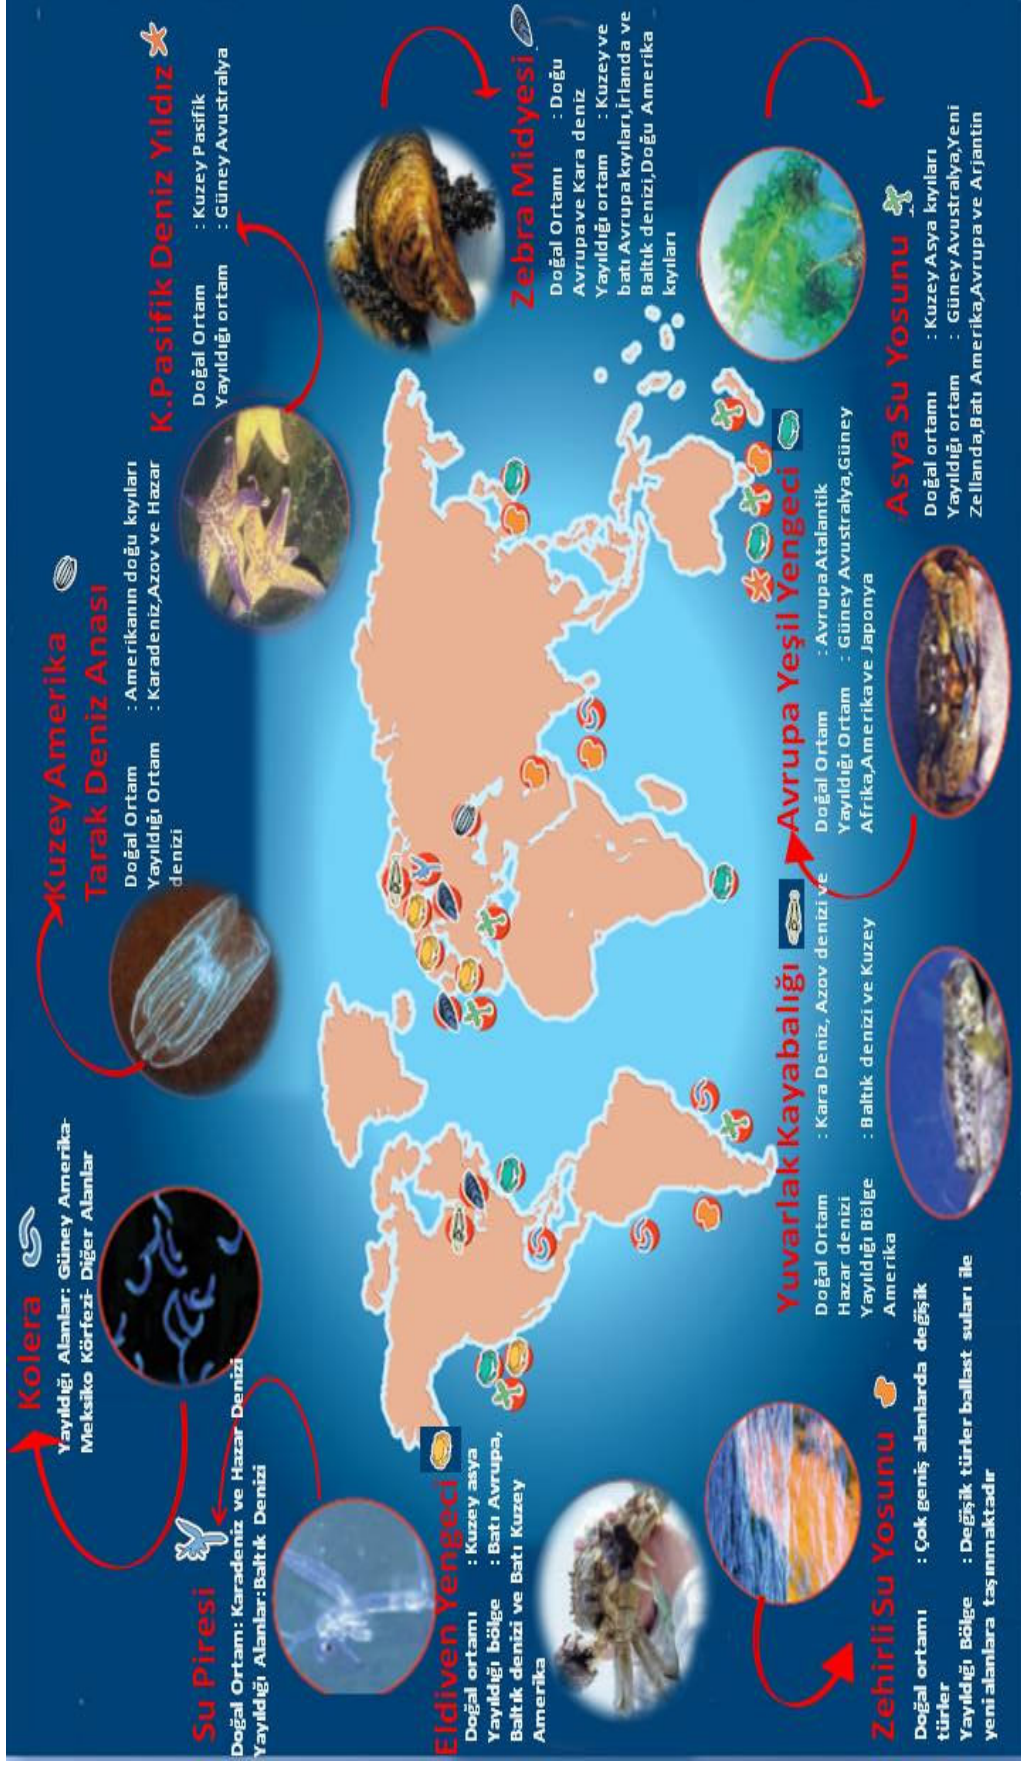 Kolera
Yayıldığı Alanlar: Güney Amerika-
Meksiko Körfezi- Diğer Alanlar
Kuzey Amerika
Tarak Deniz Anası
Doğal Ortam : Amerikanın doğu kıyıları
Yayıldığı Ortam : Karadeniz,Azov ve Hazar
denizi
K.Pasifik Deniz Yıldız
Doğal Ortam : Kuzey Pasifik
Yayıldığı ortam : Güney Avustralya
Su Piresi
Doğal Ortam: Karadeniz ve Hazar Denizi
Yayıldığı Alanlar:Baltık Denizi
Eldiven Yengeci
Doğal ortamı : Kuzey asya
Yayıldığı bölge : Batı Avrupa,
Baltık denizi ve Batı Kuzey
Amerika
Zebra Midyesi
Doğal Ortamı : Doğu
Avrupa ve Kara deniz
Yayıldığı ortam : Kuzey ve
batı Avrupa kıyıları,İrlanda ve
Baltık denizi,Doğu Amerika
kıyıları
Zehirli Su Yosunu
Doğal ortamı : Çok geniş alanlarda değişik
türler
Yayıldığı Bölge : Değişik türler ballast suları ile
yeni alanlara taşınmaktadır
Yuvarlak Kayabalığı
Doğal Ortam : Kara Deniz, Azov denizi ve
Hazar denizi
Yayıldığı Bölge : Baltık denizi ve Kuzey
Amerika
Avrupa Yeşil Yengeci
Doğal Ortam : Avrupa Atalantik
Yayıldığı Ortam : Güney Avustralya,Güney
Afrika,Amerika ve Japonya
Asya Su Yosunu
Doğal ortamı : Kuzey Asya kıyıları
Yayıldığı ortam : Güney Avustralya,Yeni
Zellanda,Batı Amerika,Avrupa ve Arjantin